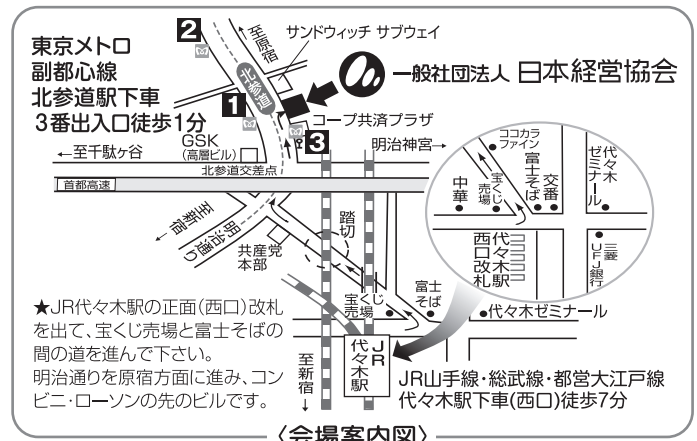 東京メトロ
副都心線
北参道駅下車
3番出入口徒歩1分
2
至原宿
サンドウィッチ サブウェイ
北参道
1
一般社団法人 日本経営協会
コープ共済プラザ
3
GSK
(高層ビル)
明治神宮→
←至千駄ヶ谷
北参道交差点
首都高速
至新宿
明治通り
共産党
本部
踏切
宝くじ
売場
富士
そば
代々木ゼミナール
JR
代々木駅
至新宿
↓
ココカラ
ファイン
中華
宝くじ
売場
富士そば
交番
代々木
ゼミナール
代々木駅
西口改札
三菱
UFJ銀行
★JR代々木駅の正面(西口)改札
を出て、宝くじ売場と富士そばの
間の道を進んで下さい。
明治通りを原宿方面に進み、コン
ビニ・ローソンの先のビルです。
JR山手線・総武線・都営大江戸線
代々木駅下車(西口)徒歩7分
〈会場案内図〉